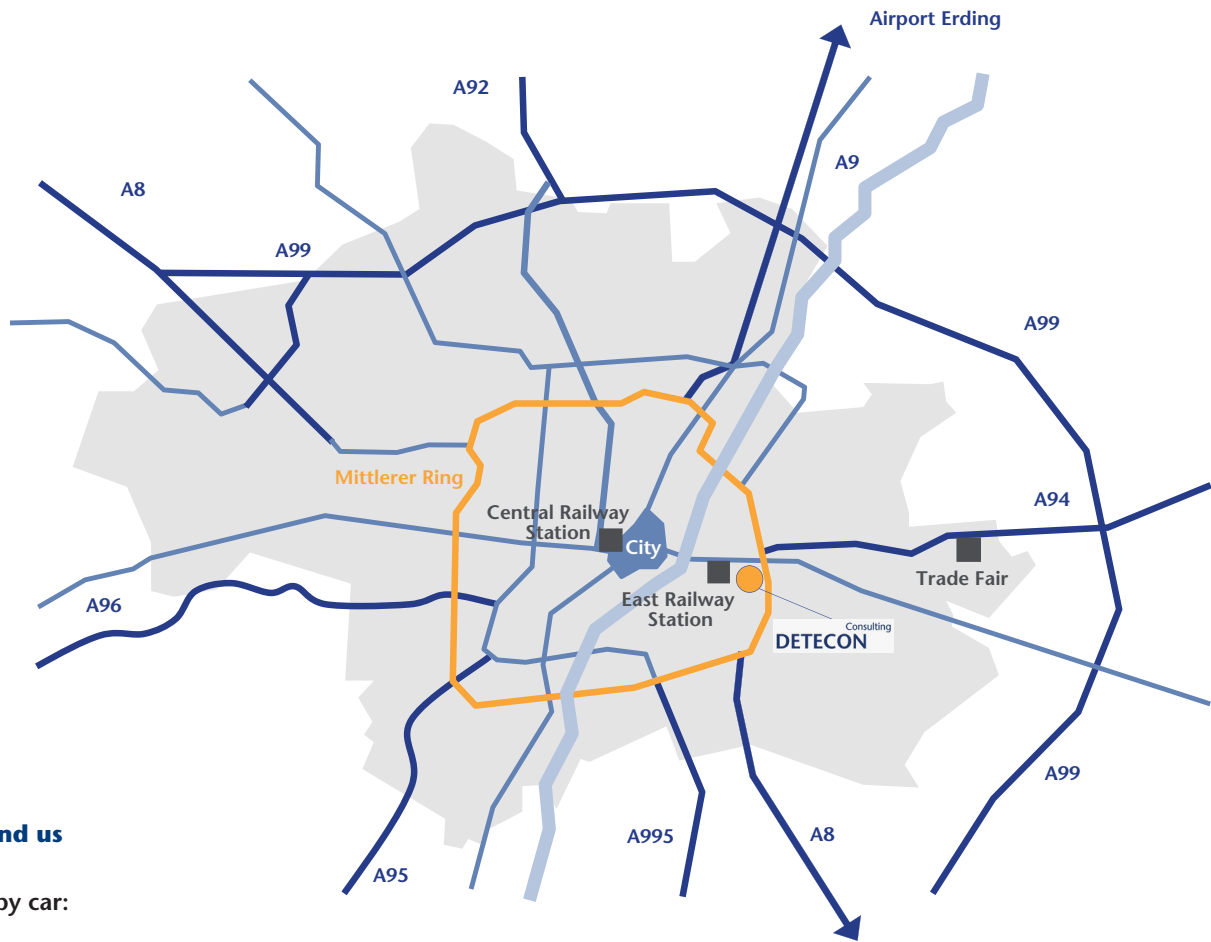 Airport Erding
A92
A9
A8
A99
A99
Mittlerer Ring
A94
Central Railway
Station
City
Trade Fair
A96
East Railway
Station
Consulting
DETECON
A99
nd us
A995
A8
A95
by car: